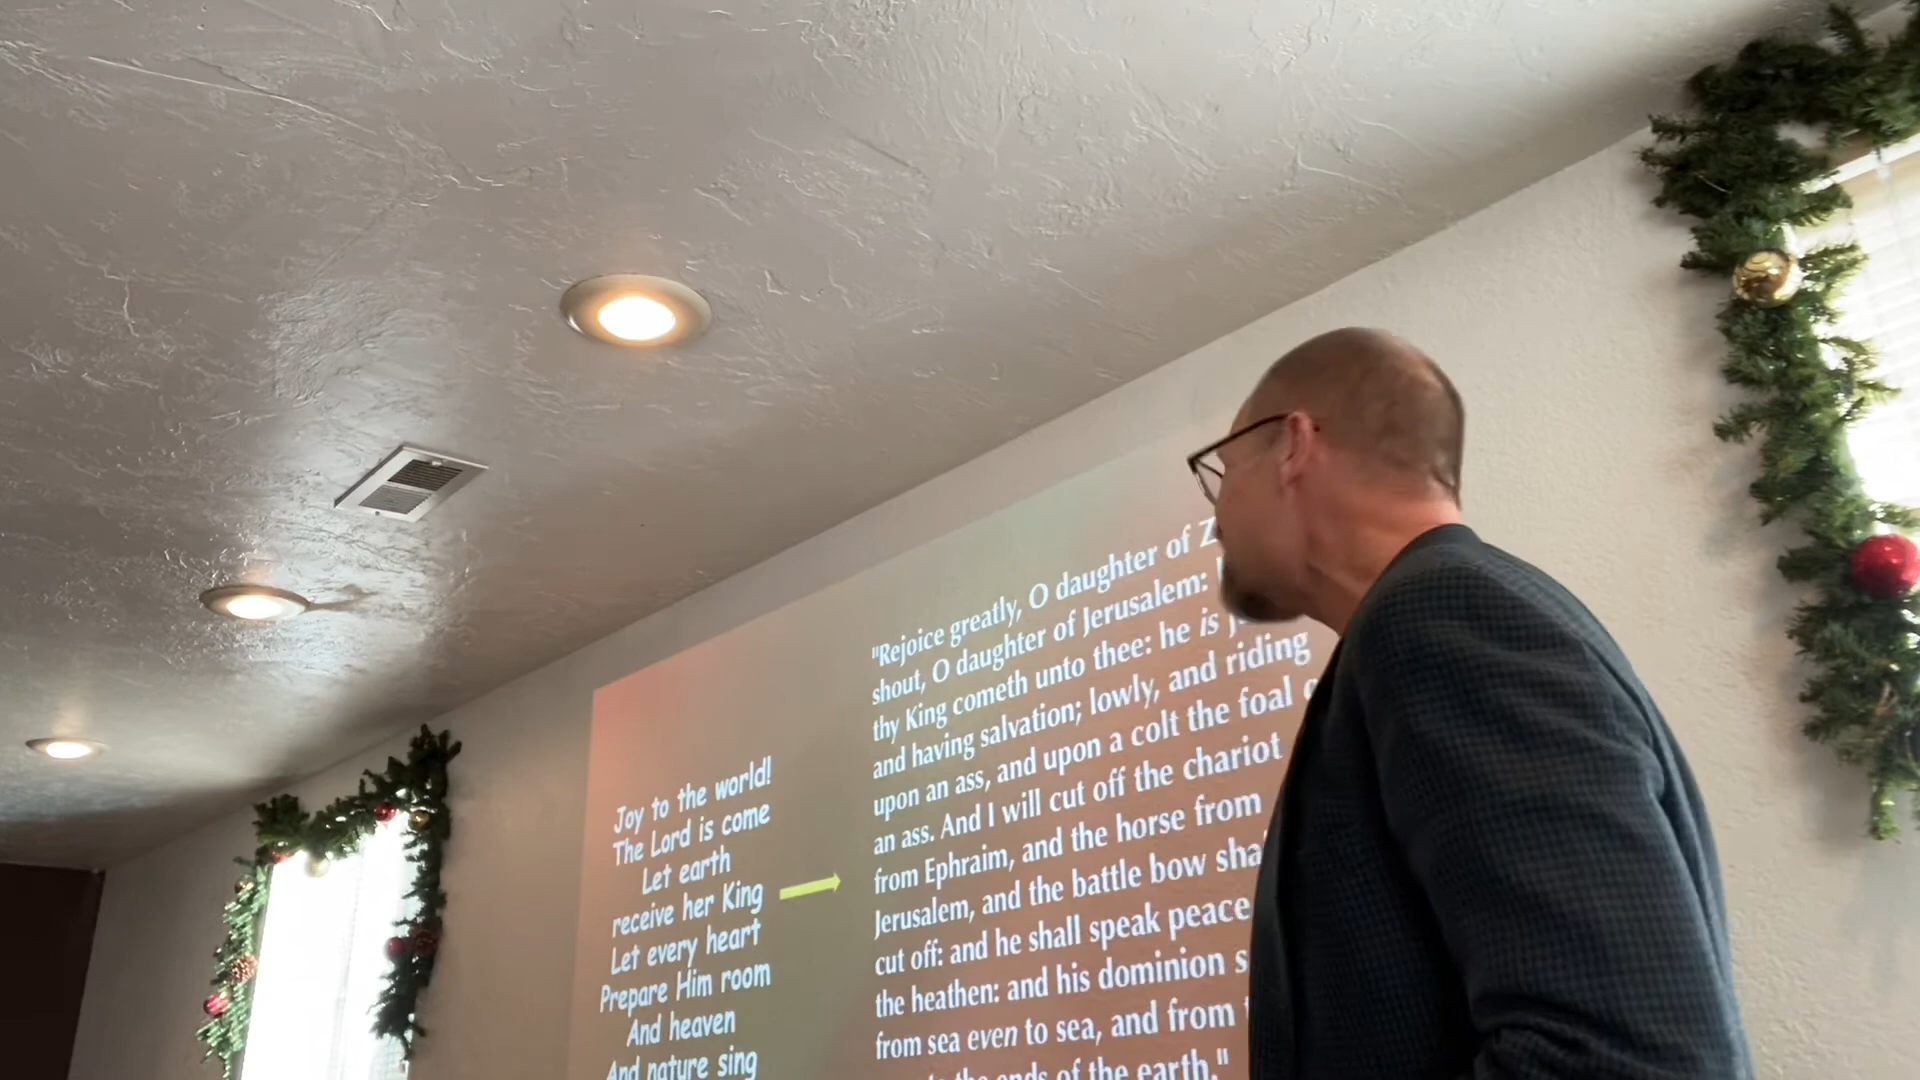 Joy to the world!
The Lord is come
Let earth
receive her King
Let every heart
Prepare Him room
And heaven
And nature sing
"Rejoice greatly, O daughter of
shout, O daughter of Jerusalem:
thy King cometh unto thee: he is
and having salvation; lowly, and riding
upon an ass, and upon a colt the foal
an ass. And I will cut off the chariot
from Ephraim, and the horse from
Jerusalem, and the battle bow
cut off: and he shall speak peace
the heathen: and his dominion
from sea even to sea, and from
the ends of the earth."